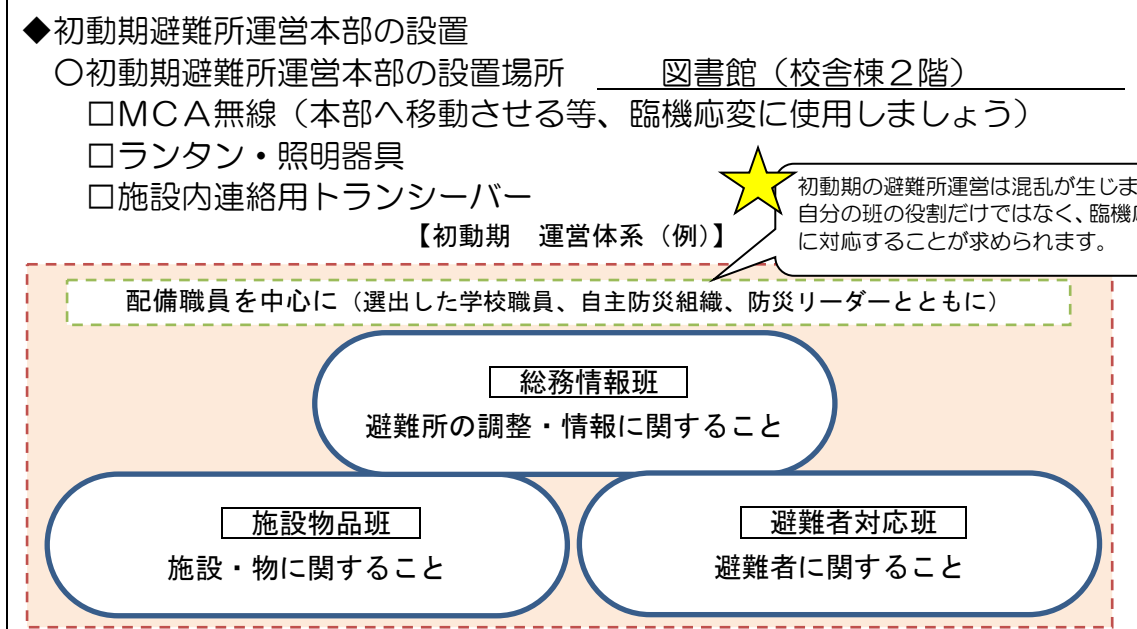 ◆初動期避難所運営本部の設置
〇初動期避難所運営本部の設置場所　図書館（校舎棟２階）
□ＭＣＡ無線（本部へ移動させる等、臨機応変に使用しましょう）
□ランタン・照明器具
□施設内連絡用トランシーバー
初動期の避難所運営は混乱が生じま
自分の班の役割だけではなく、臨機
に対応することが求められます。
【初動期　運営体系（例）】
配備職員を中心に（選出した学校職員、自主防災組織、防災リーダーとともに）
総務情報班
避難所の調整・情報に関すること
施設物品班
施設・物に関すること
避難者対応班
避難者に関すること